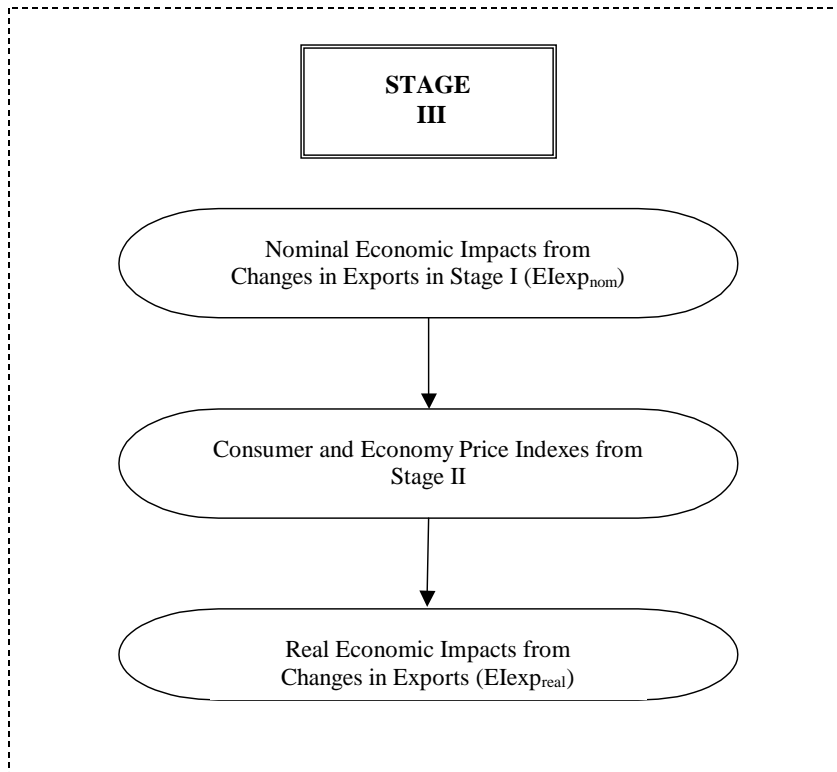 STAGE
III
Nominal Economic Impacts from
Changes in Exports in Stage I (EIexpnom)
Consumer and Economy Price Indexes from
Stage II
Real Economic Impacts from
Changes in Exports (EIexpreal)